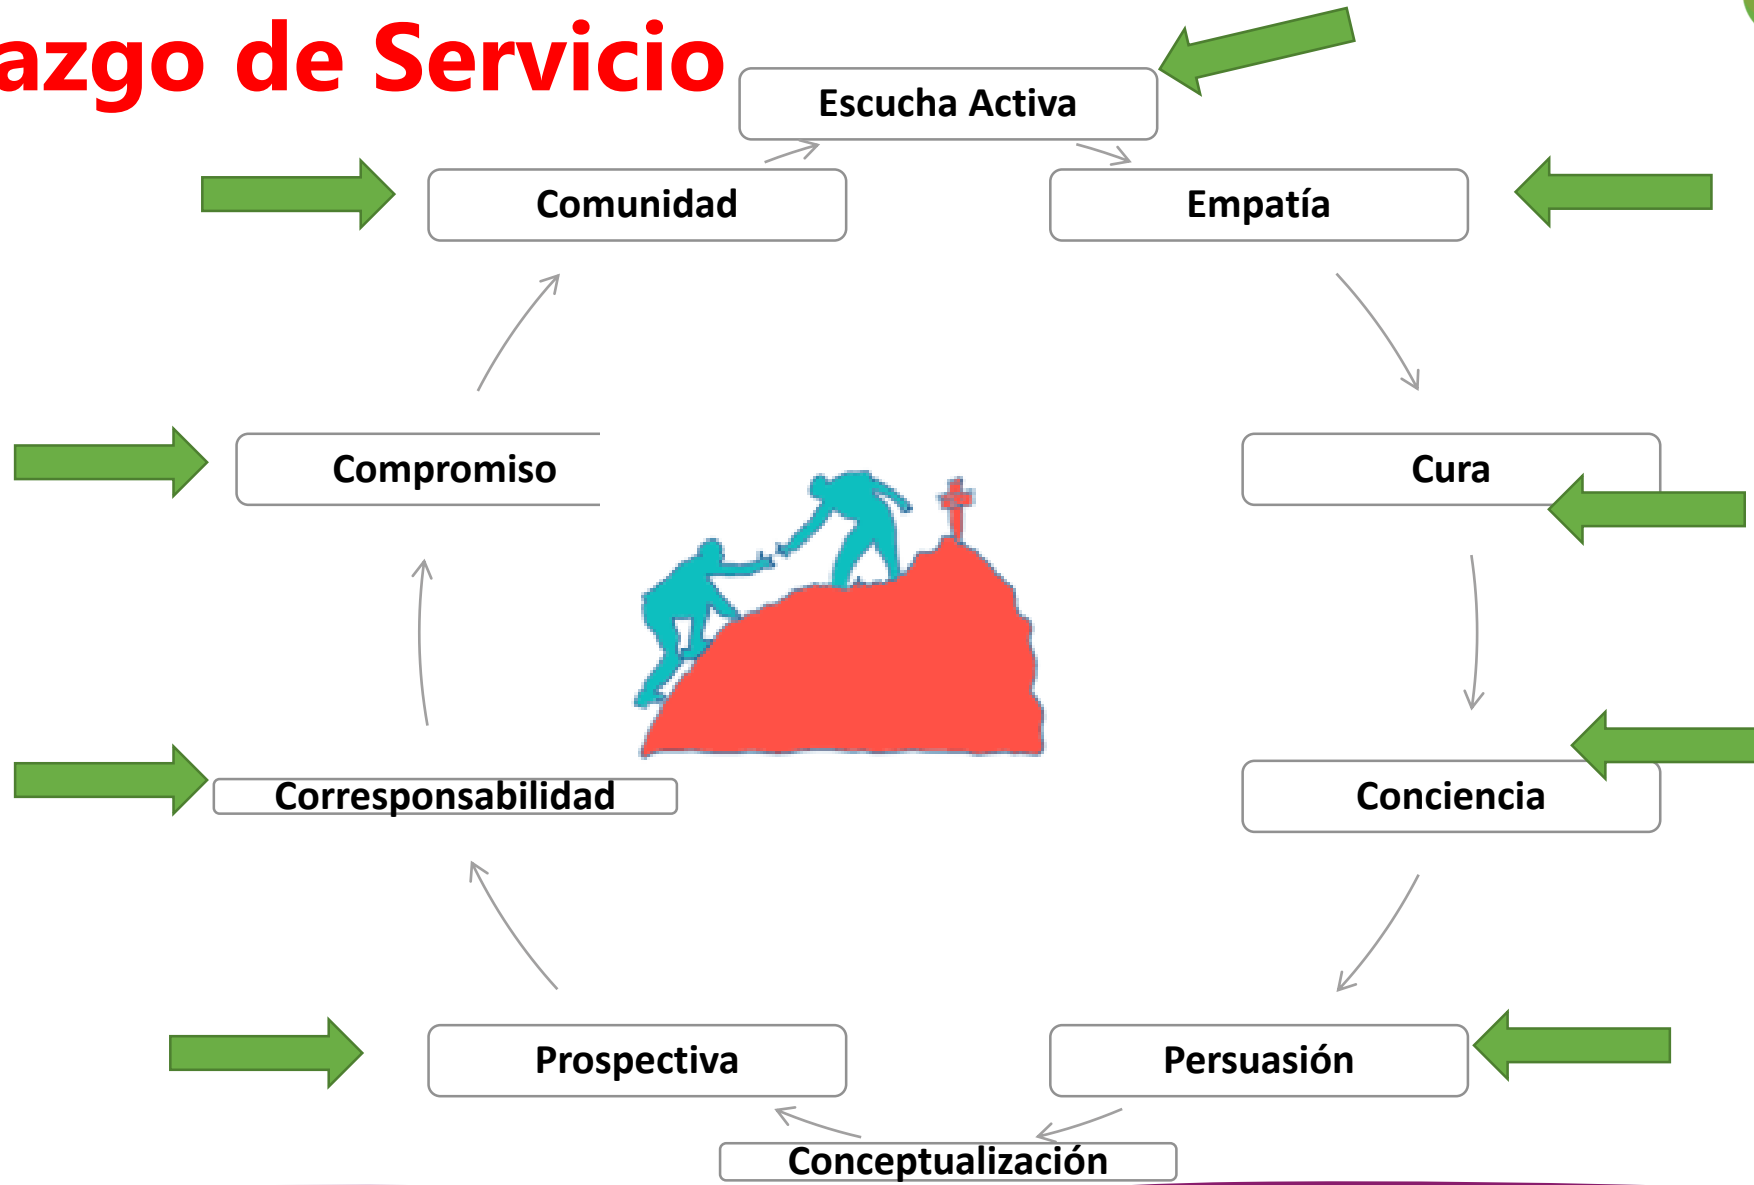 azgo de Servicio
Escucha Activa
Comunidad
Empatía
Compromiso
Cura
Corresponsabilidad
Conciencia
Prospectiva
Persuasión
Conceptualización